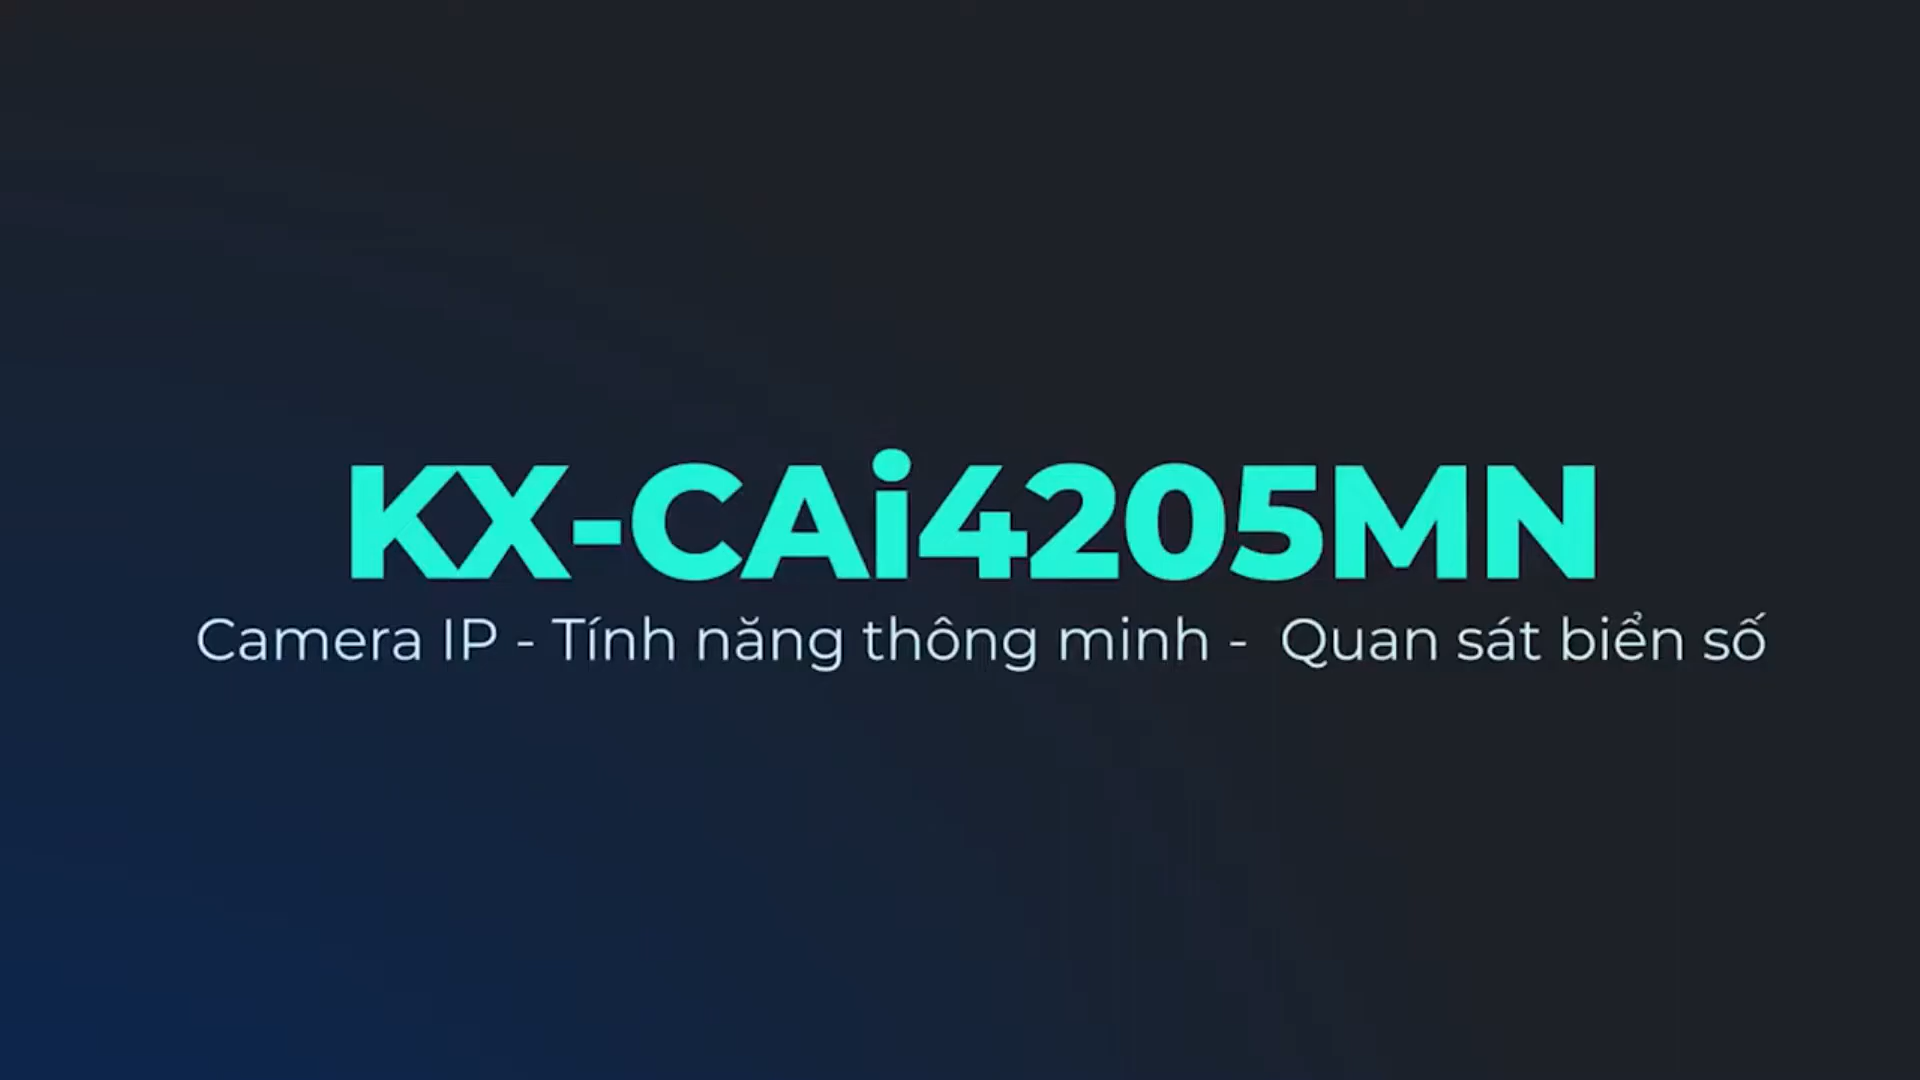 KX-CAi4205MN
Camera IP - Tính năng thông minh - Quan sát biển số